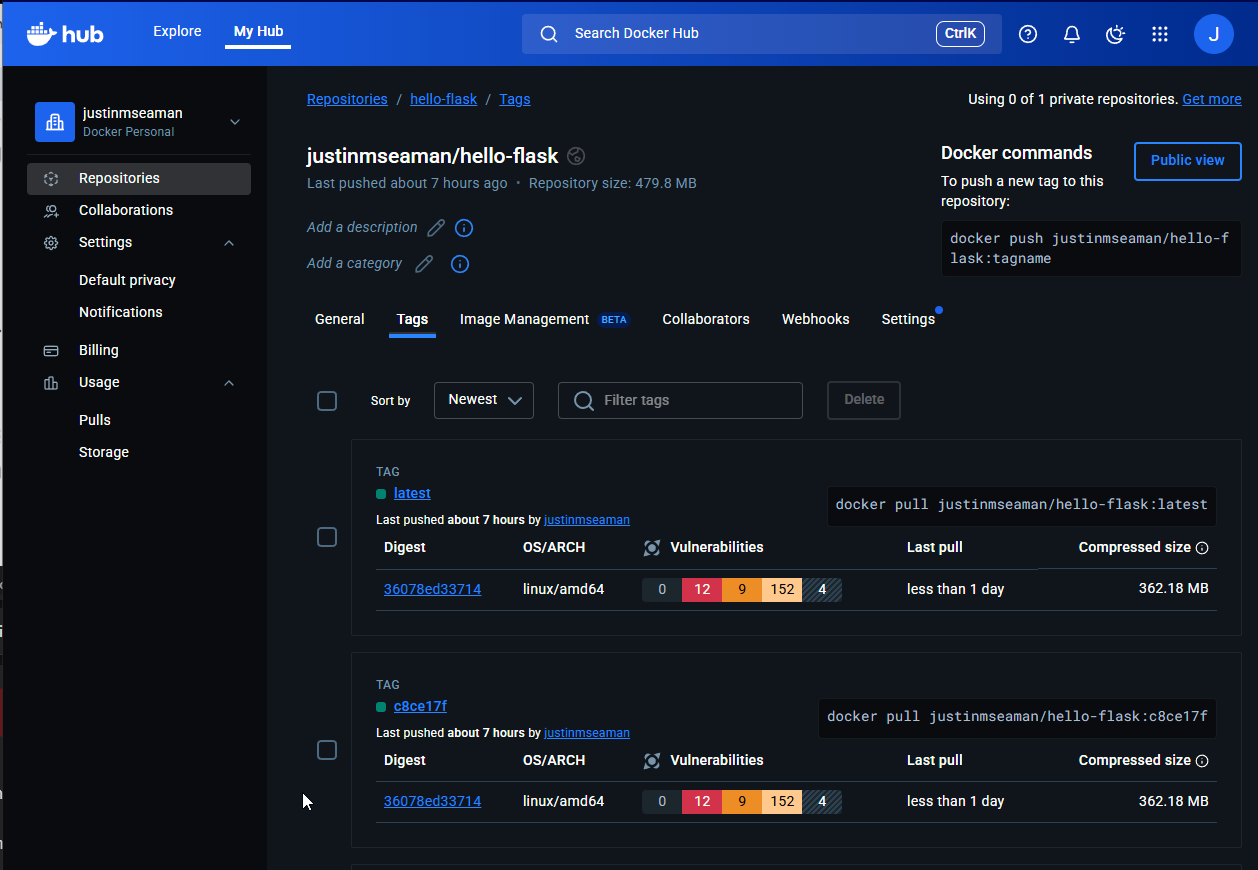 hub
Explore
My Hub
Search Docker Hub
CtrlK
J
justinmseaman
Docker Personal
Repositories
Collaborations
Settings
Default privacy
Notifications
Billing
Usage
Pulls
Storage
Repositories / hello-flask / Tags
Using 0 of 1 private repositories. Get more
justinmseaman/hello-flask
Last pushed about 7 hours ago • Repository size: 479.8 MB
Add a description
Add a category
Docker commands
Public view
To push a new tag to this
repository:
docker push justinmseaman/hello-f
lask:tagname
General
Tags
Image Management BETA
Collaborators
Webhooks
Settings
Sort by
Newest
Filter tags
Delete
TAG
latest
Last pushed about 7 hours by justinmseaman
docker pull justinmseaman/hello-flask:latest
Digest OS/ARCH Vulnerabilities Last pull Compressed size
36078ed33714 linux/amd64 0 12 9 152 4 less than 1 day 362.18 MB
TAG
c8ce17f
Last pushed about 7 hours by justinmseaman
docker pull justinmseaman/hello-flask:c8ce17f
Digest OS/ARCH Vulnerabilities Last pull Compressed size
36078ed33714 linux/amd64 0 12 9 152 4 less than 1 day 362.18 MB